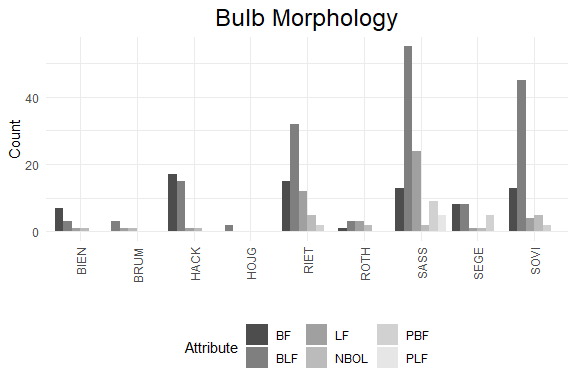 Bulb Morphology
Count
40
20
0
BIEN BRUM HACK HOJG RIET ROTH SASS SEGE SOVI
Attribute
BF LF PBF
BLF NBOL PLF